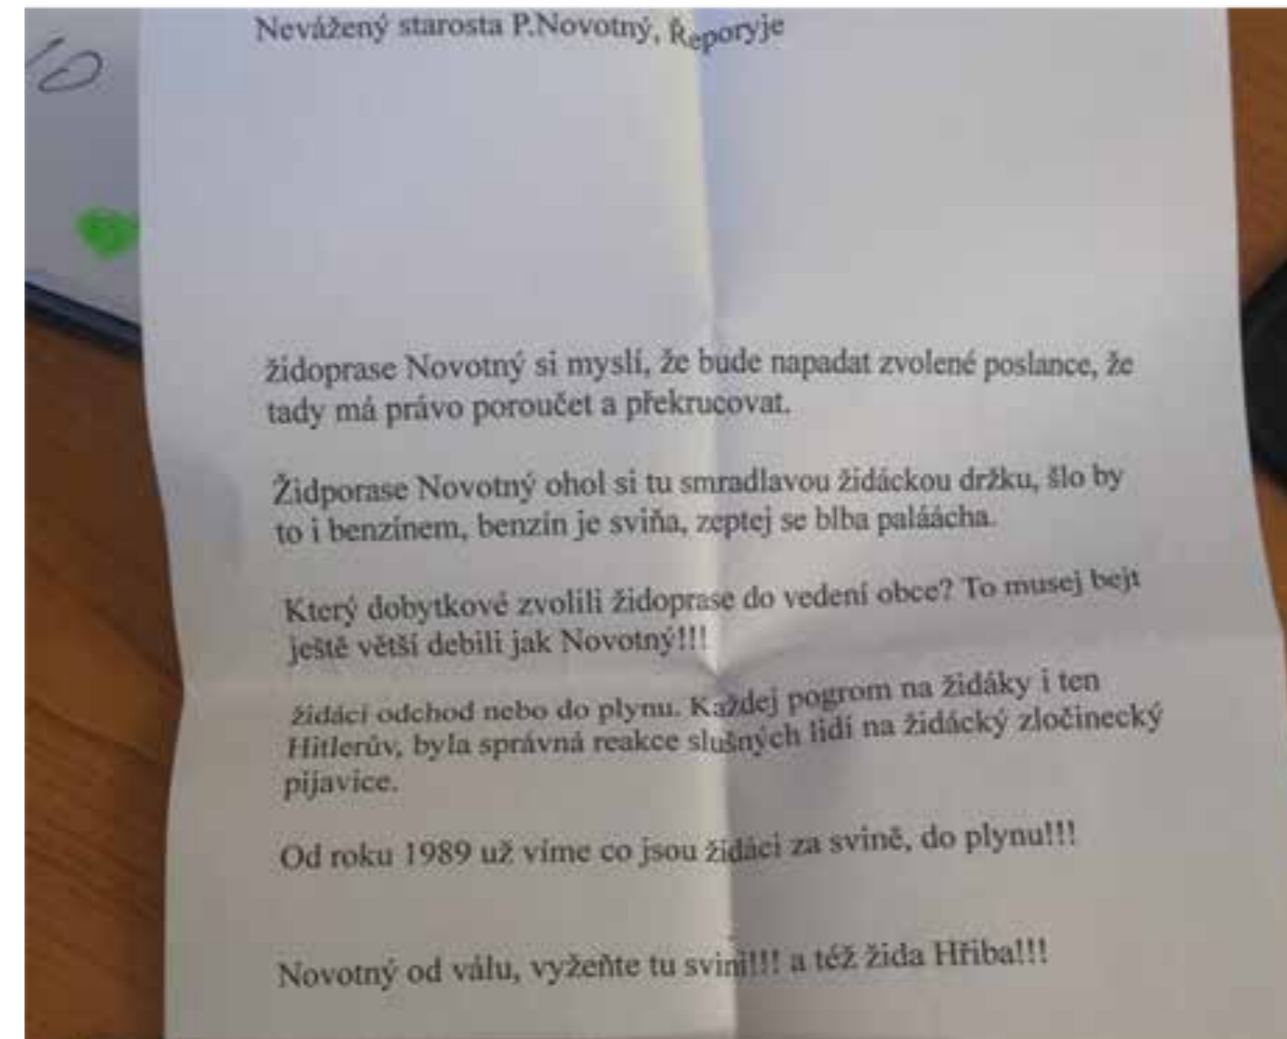 Nevážený starosta P.Novotný, Řeporyje
židoprase Novotný si myslí, že bude napadat zvolené poslance, že
tady má právo poroučet a překrucovat.
Židporase Novotný ohol si tu smradlavou židáckou držku, šlo by
to i benzínem, benzín je sviňa, zeptej se blba paláácha.
Který dobytkové zvolili židoprase do vedení obce? To musej bejt
ještě větší debili jak Novotný!!!
židáci odchod nebo do plynu. Každej pogrom na židáky i ten
Hitlerův, byla správná reakce slušných lidí na židácký zločinecký
pijavice.
Od roku 1989 už víme co jsou židáci za svině, do plynu!!!
Novotný od válu, vyžeňte tu svini!!! a též žida Hřiba!!!